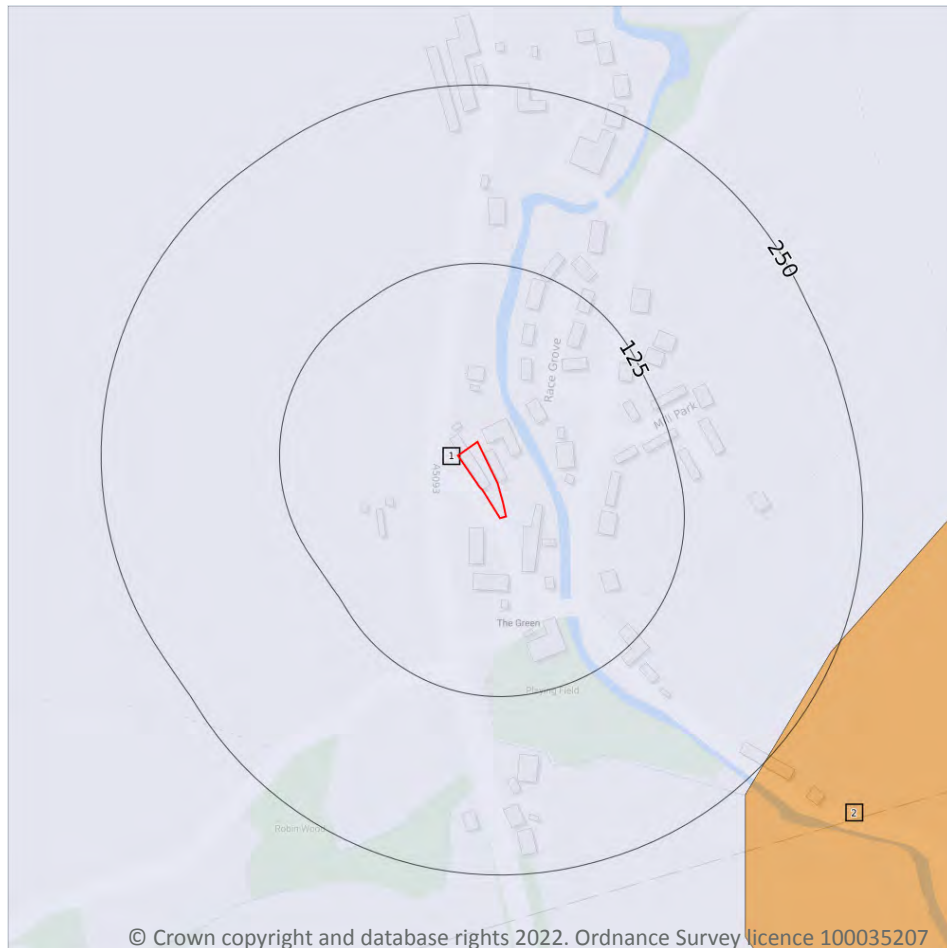 250
125
Race Grove
Mill Park
1
A5093
The Green
Playing Field
2
Robin Wood
© Crown copyright and database rights 2022. Ordnance Survey licence 100035207